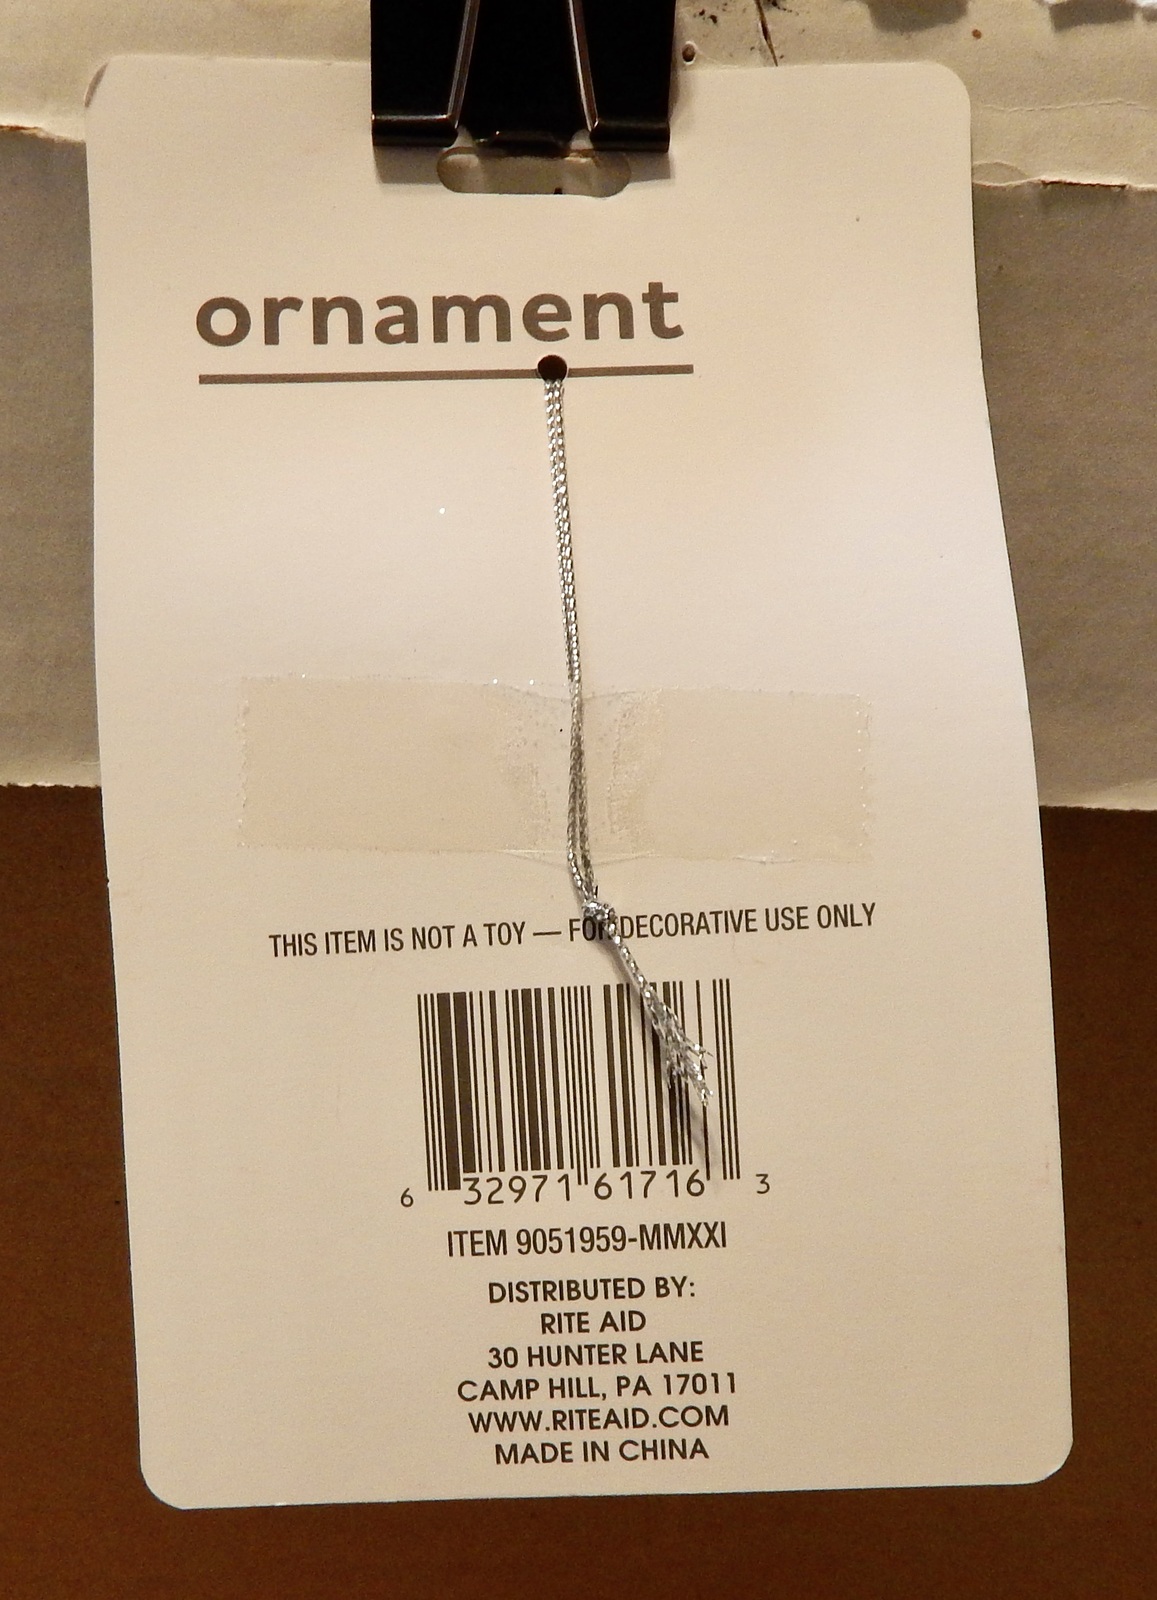 ornament
THIS ITEM IS NOT A TOY — FOR DECORATIVE USE ONLY
6 32971 61716 3
ITEM 9051959-MMXXI
DISTRIBUTED BY:
RITE AID
30 HUNTER LANE
CAMP HILL, PA 17011
WWW.RITEAID.COM
MADE IN CHINA